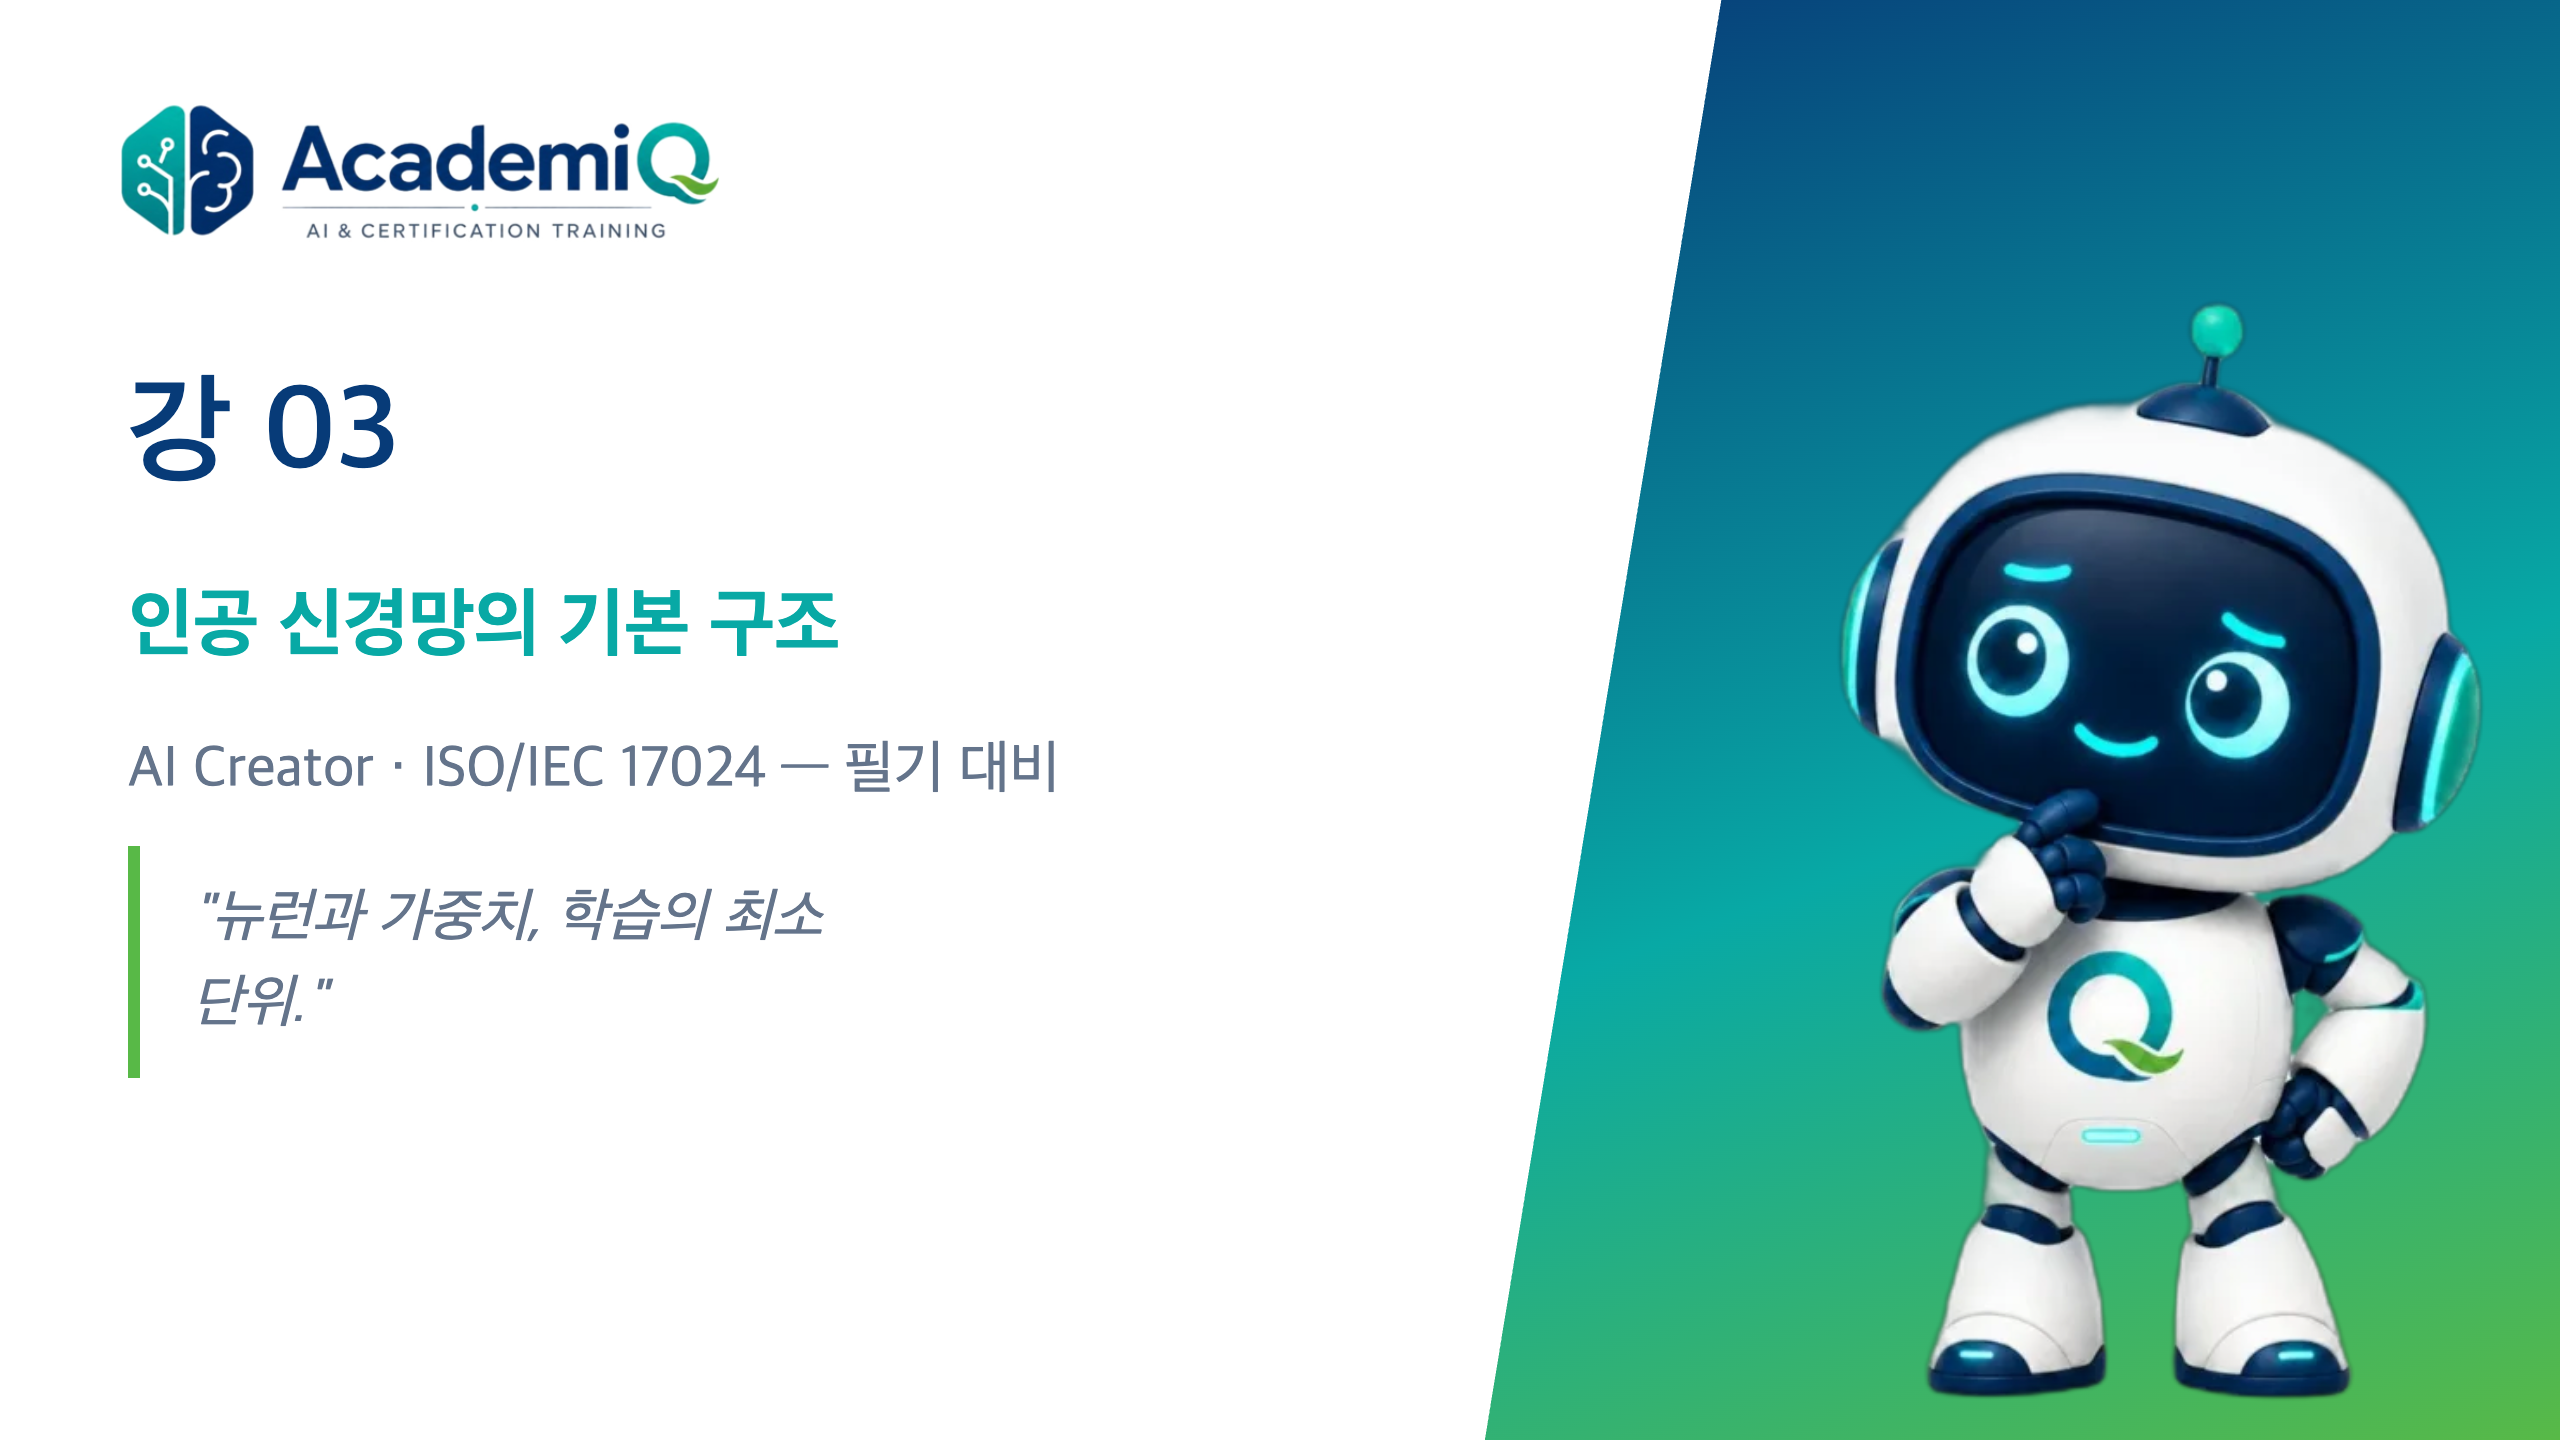 AcademiQ
AI & CERTIFICATION TRAINING
강 03
인공 신경망의 기본 구조
AI Creator · ISO/IEC 17024 — 필기 대비
"뉴런과 가중치, 학습의 최소
단위."
Q